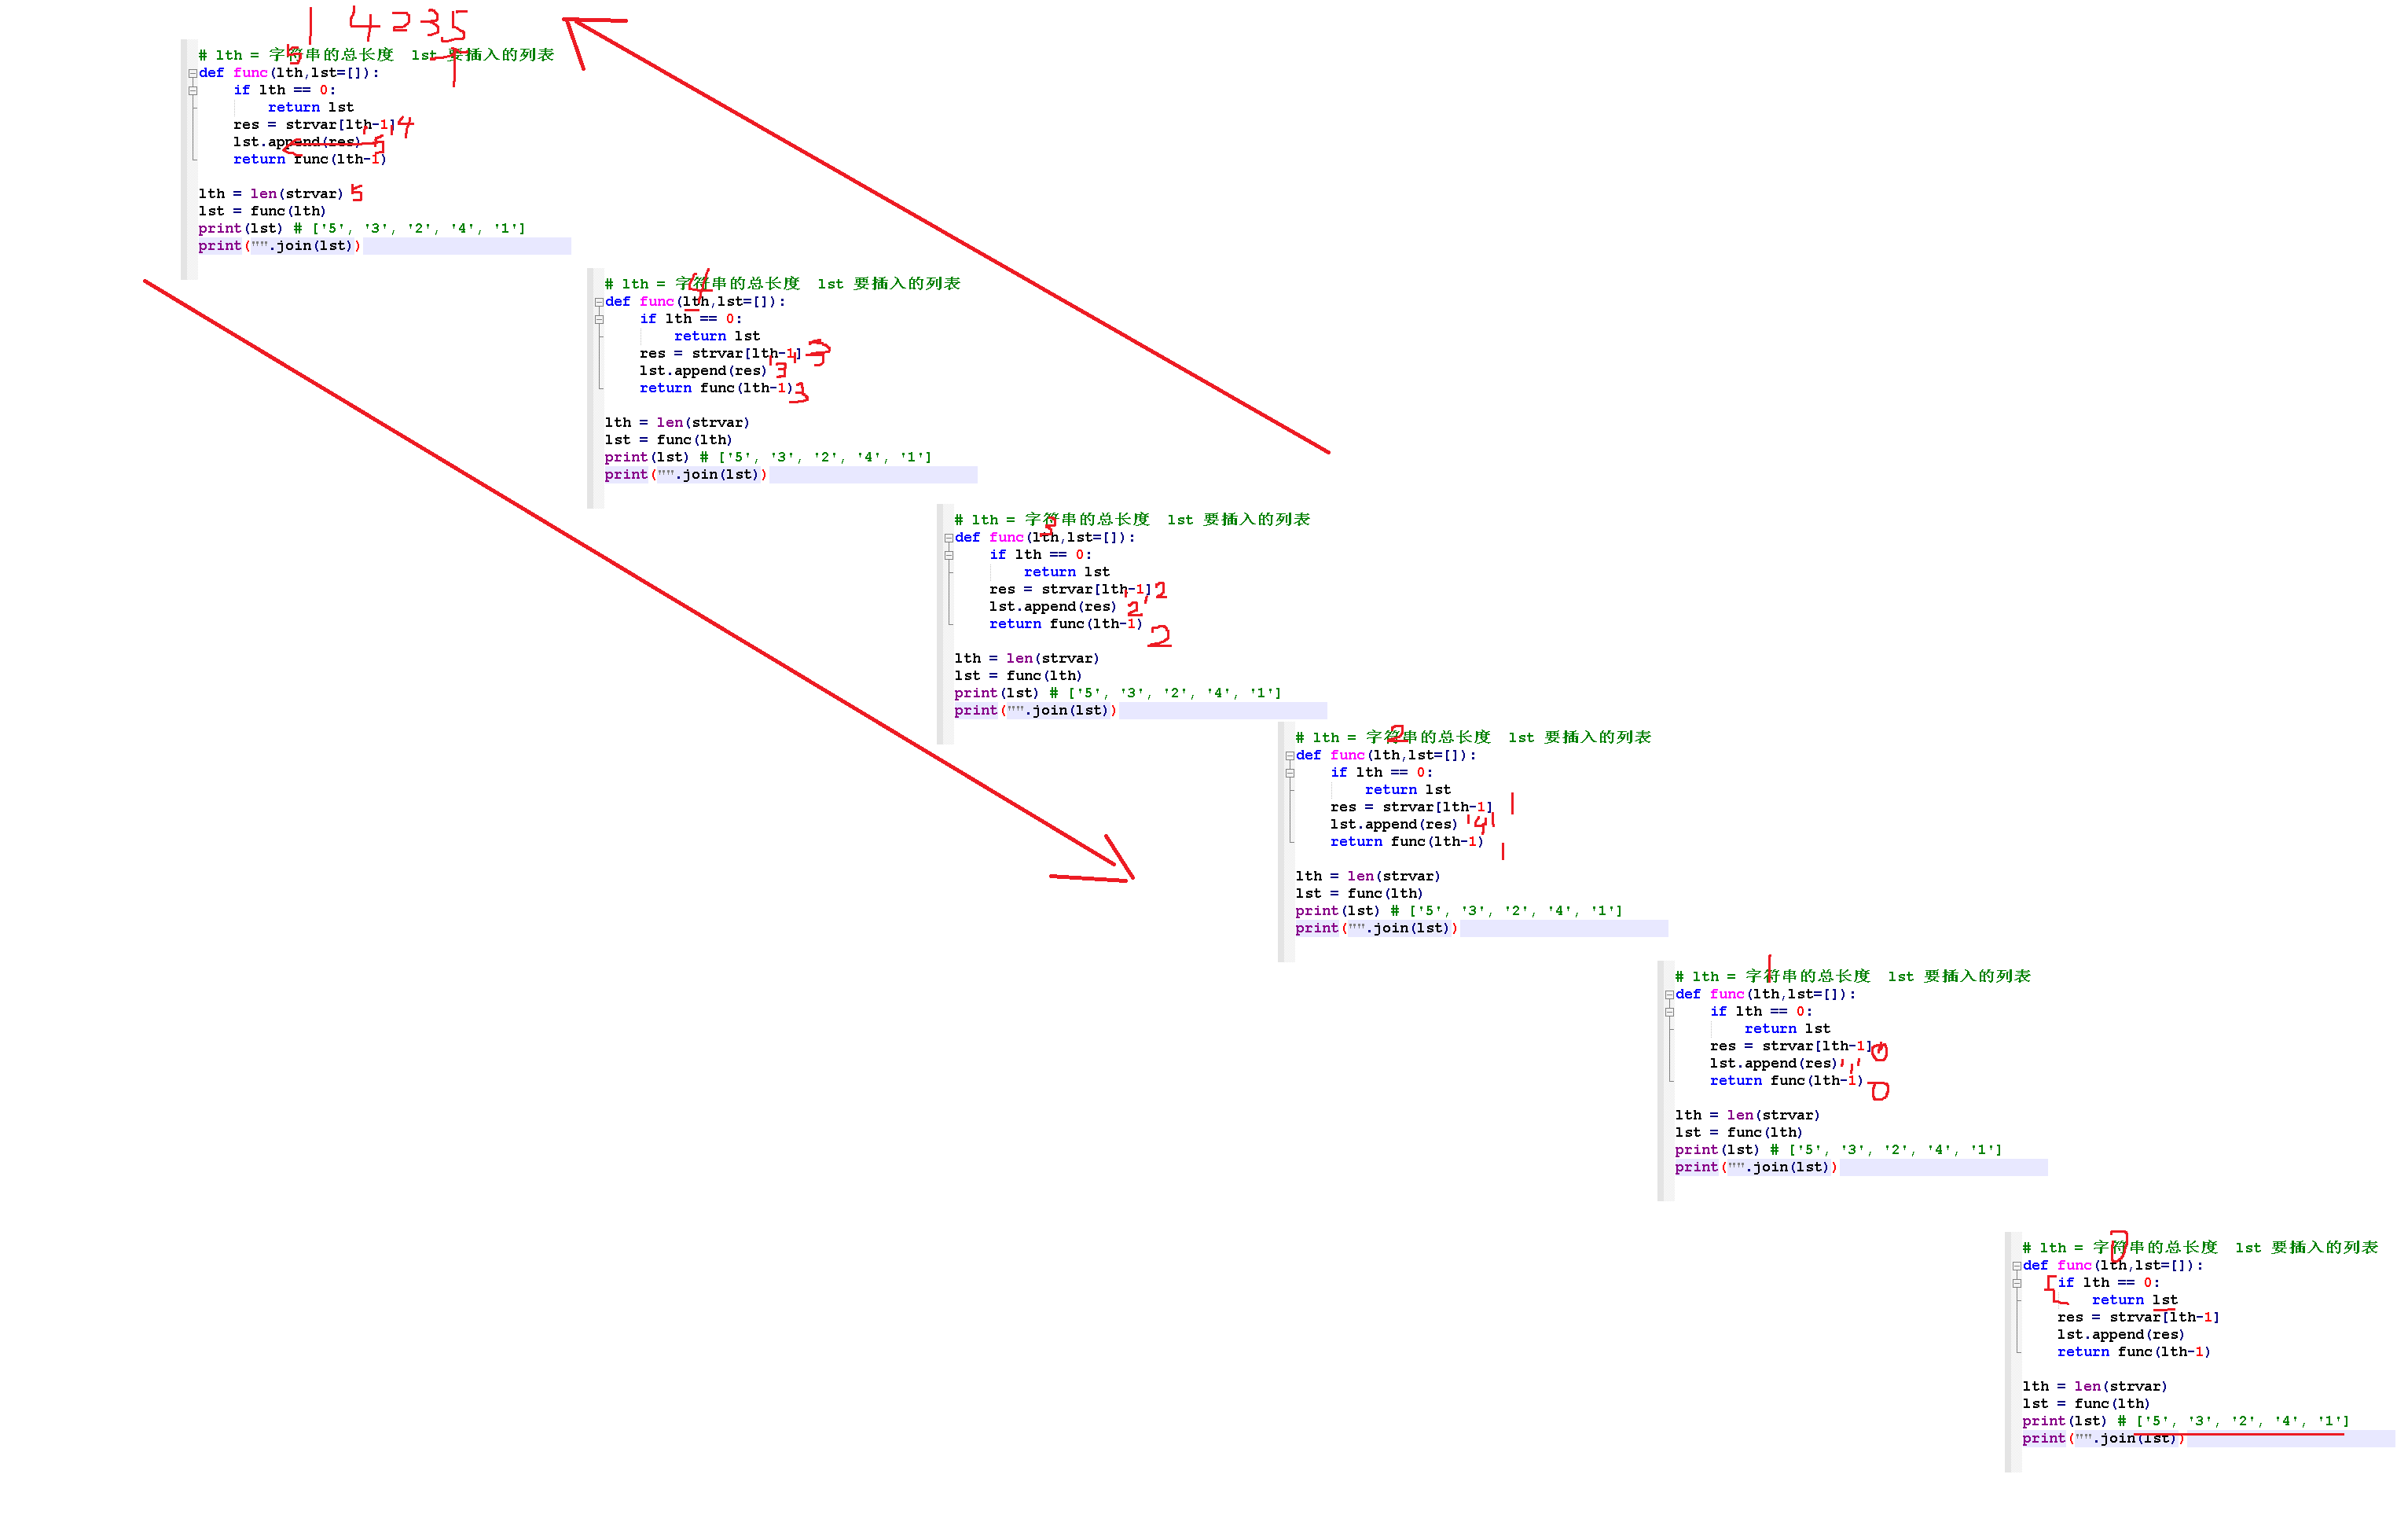 1 4 2 3 5
5
# lth = 字符串的总长度  lst 要插入的列表
def func(lth,lst=[]):
    if lth == 0:
        return lst
    res = strvar[lth-1] 4
    lst.append(res) '5'
    return func(lth-1)
lth = len(strvar) 5
lst = func(lth)
print(lst) # ['5', '3', '2', '4', '1']
print("".join(lst))
4
# lth = 字符串的总长度  lst 要插入的列表
def func(lth,lst=[]):
    if lth == 0:
        return lst
    res = strvar[lth-1] 3
    lst.append(res) '3'
    return func(lth-1) 3
lth = len(strvar)
lst = func(lth)
print(lst) # ['5', '3', '2', '4', '1']
print("".join(lst))
3
# lth = 字符串的总长度  lst 要插入的列表
def func(lth,lst=[]):
    if lth == 0:
        return lst
    res = strvar[lth-1] 2
    lst.append(res) '2'
    return func(lth-1) 2
lth = len(strvar)
lst = func(lth)
print(lst) # ['5', '3', '2', '4', '1']
print("".join(lst))
2
# lth = 字符串的总长度  lst 要插入的列表
def func(lth,lst=[]):
    if lth == 0:
        return lst
    res = strvar[lth-1] 1
    lst.append(res) '4'
    return func(lth-1) 1
lth = len(strvar)
lst = func(lth)
print(lst) # ['5', '3', '2', '4', '1']
print("".join(lst))
1
# lth = 字符串的总长度  lst 要插入的列表
def func(lth,lst=[]):
    if lth == 0:
        return lst
    res = strvar[lth-1] 0
    lst.append(res) '1'
    return func(lth-1) 0
lth = len(strvar)
lst = func(lth)
print(lst) # ['5', '3', '2', '4', '1']
print("".join(lst))
0
# lth = 字符串的总长度  lst 要插入的列表
def func(lth,lst=[]):
    if lth == 0:
        return lst
    res = strvar[lth-1]
    lst.append(res)
    return func(lth-1)
lth = len(strvar)
lst = func(lth)
print(lst) # ['5', '3', '2', '4', '1']
print("".join(lst))